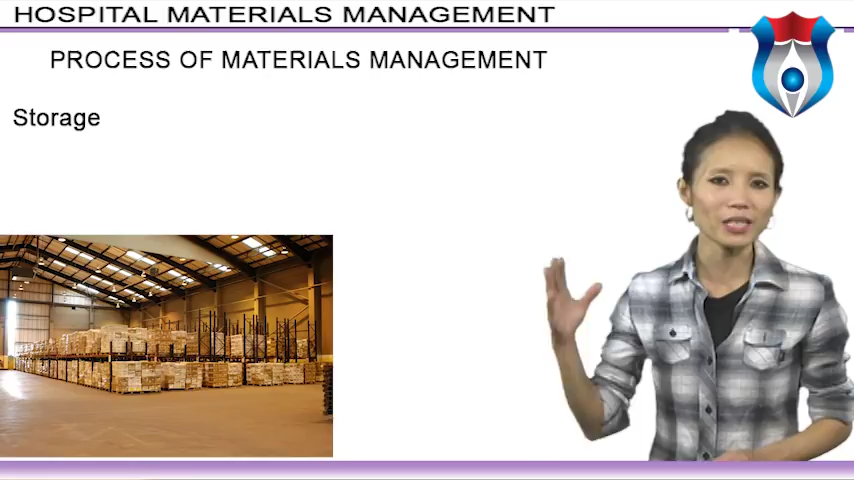 HOSPITAL MATERIALS MANAGEMENT
PROCESS OF MATERIALS MANAGEMENT
Storage